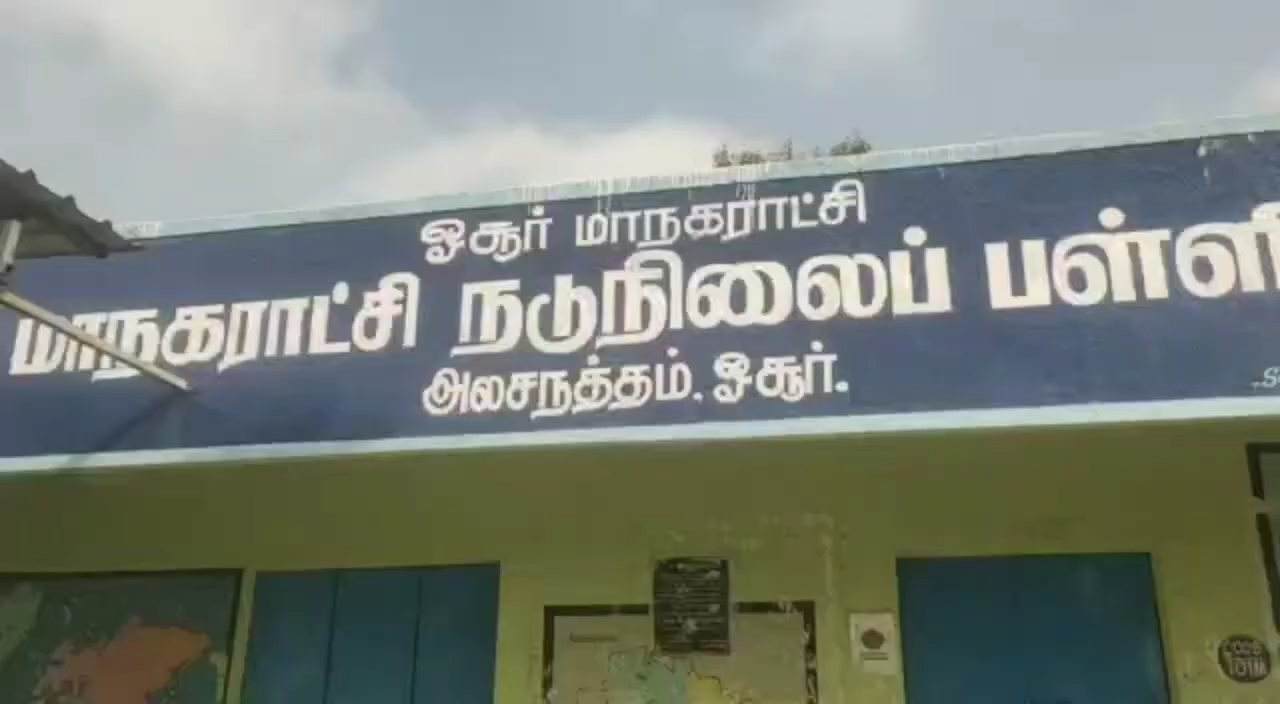 ஓசூர் மாநகராட்சி
மாநகராட்சி நடுநிலைப் பள்ளி
அலசநத்தம், ஓசூர்.